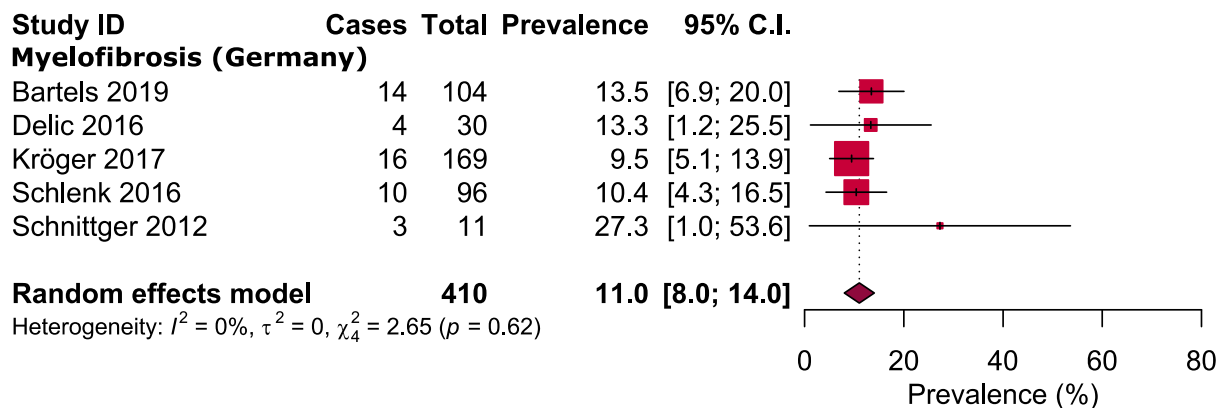 Study ID Cases Total Prevalence 95% C.I.
Myelofibrosis (Germany)
Bartels 2019 14 104 13.5 [6.9; 20.0]
Delic 2016 4 30 13.3 [1.2; 25.5]
Kröger 2017 16 169 9.5 [5.1; 13.9]
Schlenk 2016 10 96 10.4 [4.3; 16.5]
Schnittger 2012 3 11 27.3 [1.0; 53.6]
Random effects model 410 11.0 [8.0; 14.0]
Heterogeneity: I² = 0%, τ² = 0, χ²₄ = 2.65 (p = 0.62)
0 20 40 60 80
Prevalence (%)